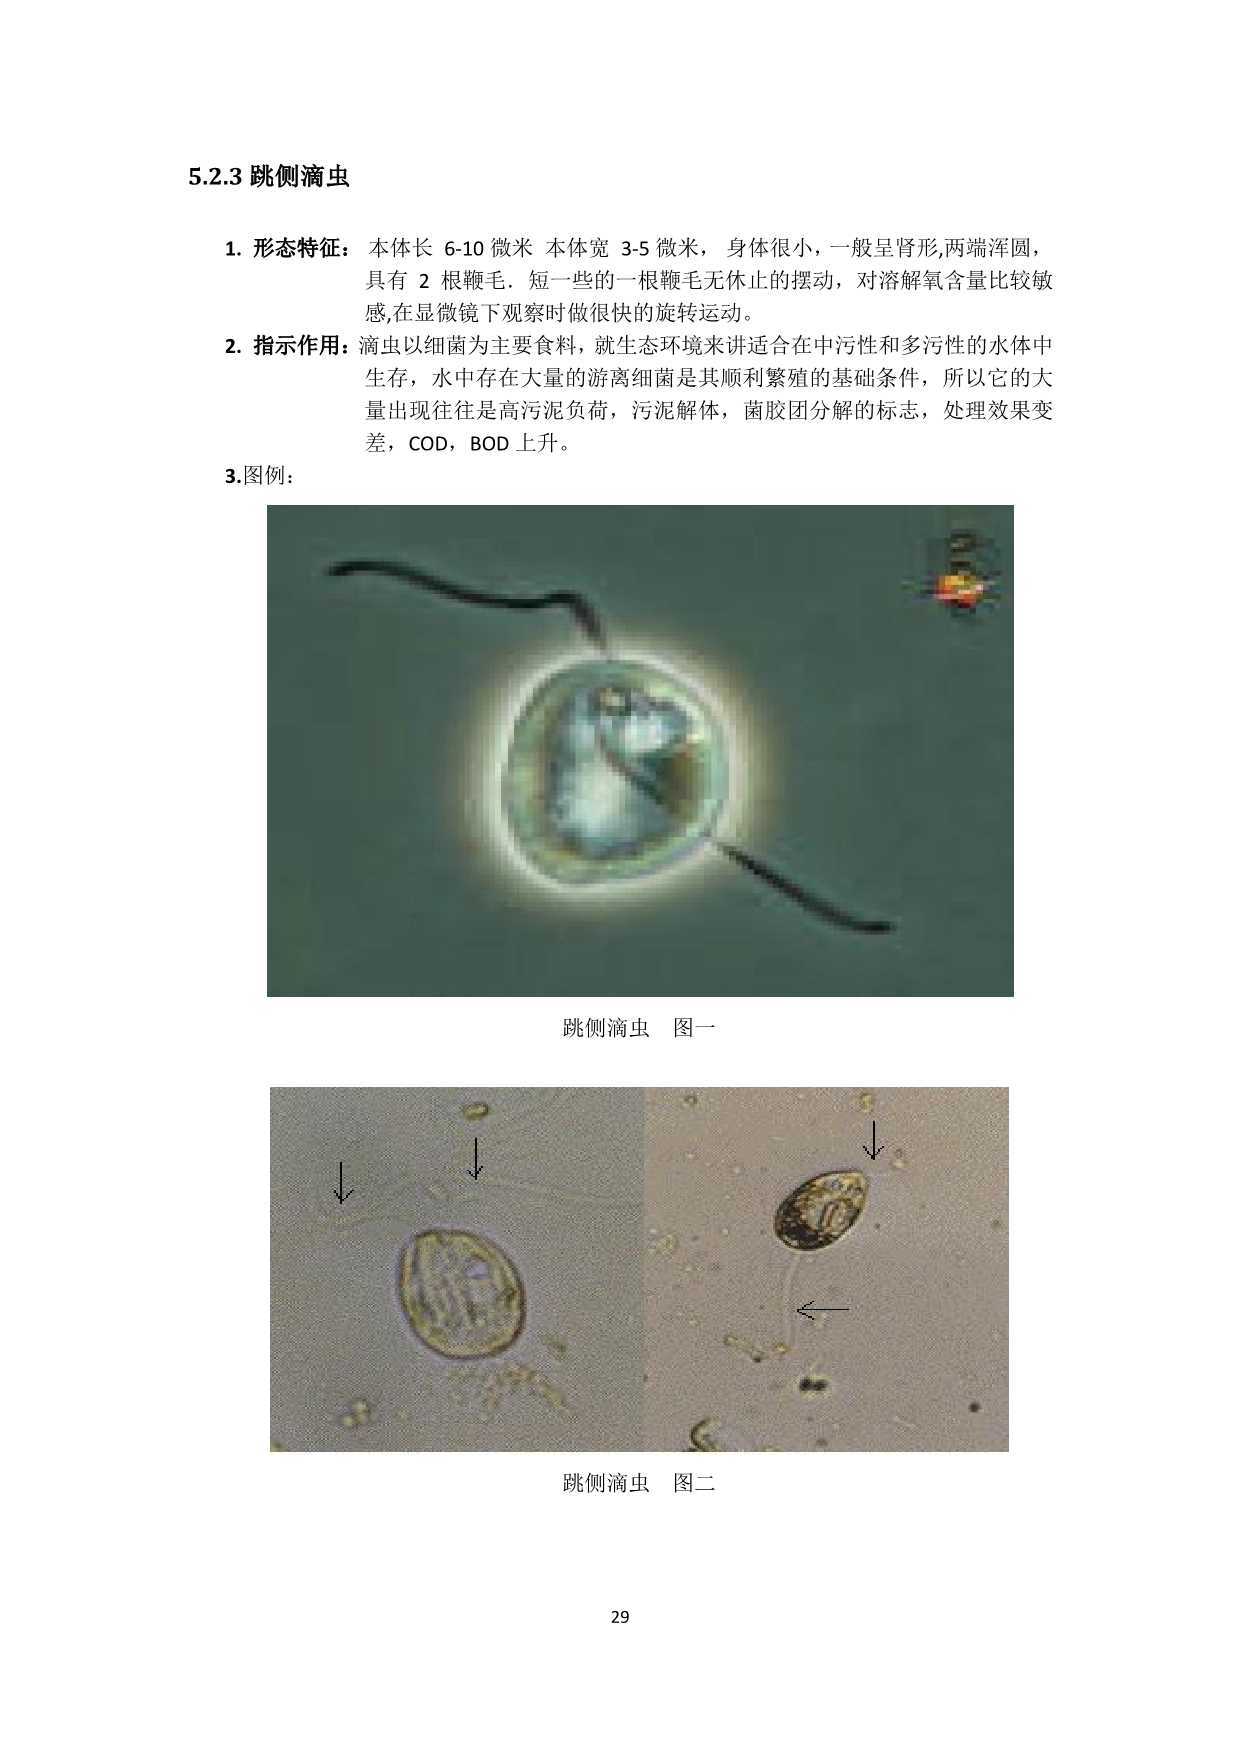 5.2.3 跳侧滴虫
1. 形态特征： 本体长 6-10 微米 本体宽 3-5 微米， 身体很小，一般呈肾形,两端浑圆，
具有 2 根鞭毛．短一些的一根鞭毛无休止的摆动，对溶解氧含量比较敏
感,在显微镜下观察时做很快的旋转运动。
2. 指示作用：滴虫以细菌为主要食料，就生态环境来讲适合在中污性和多污性的水体中
生存，水中存在大量的游离细菌是其顺利繁殖的基础条件，所以它的大
量出现往往是高污泥负荷，污泥解体，菌胶团分解的标志，处理效果变
差，COD，BOD 上升。
3.图例：
跳侧滴虫 图一
跳侧滴虫 图二
29